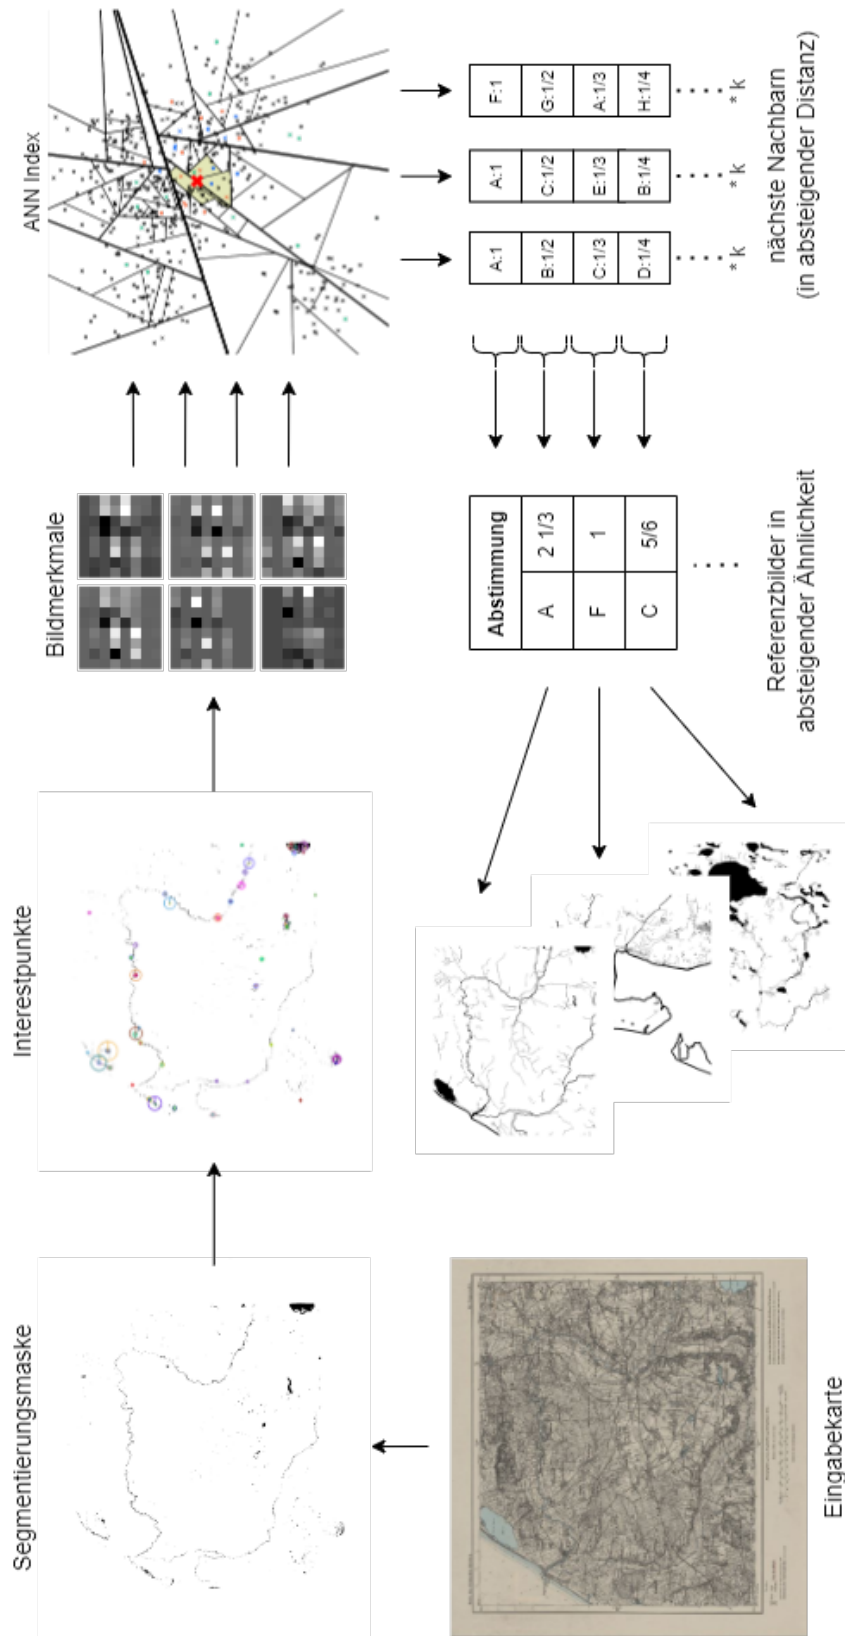 Segmentierungsmaske
Interestpunkte
Bildmerkmale
ANN Index
Eingabekarte
Abstimmung
A 2 1/3
F 1
C 5/6
. . . .
Referenzbilder in
absteigender Ähnlichkeit
A:1 A:1 F:1
B:1/2 C:1/2 G:1/2
C:1/3 E:1/3 A:1/3
D:1/4 B:1/4 H:1/4
* k * k * k
nächste Nachbarn
(in absteigender Distanz)